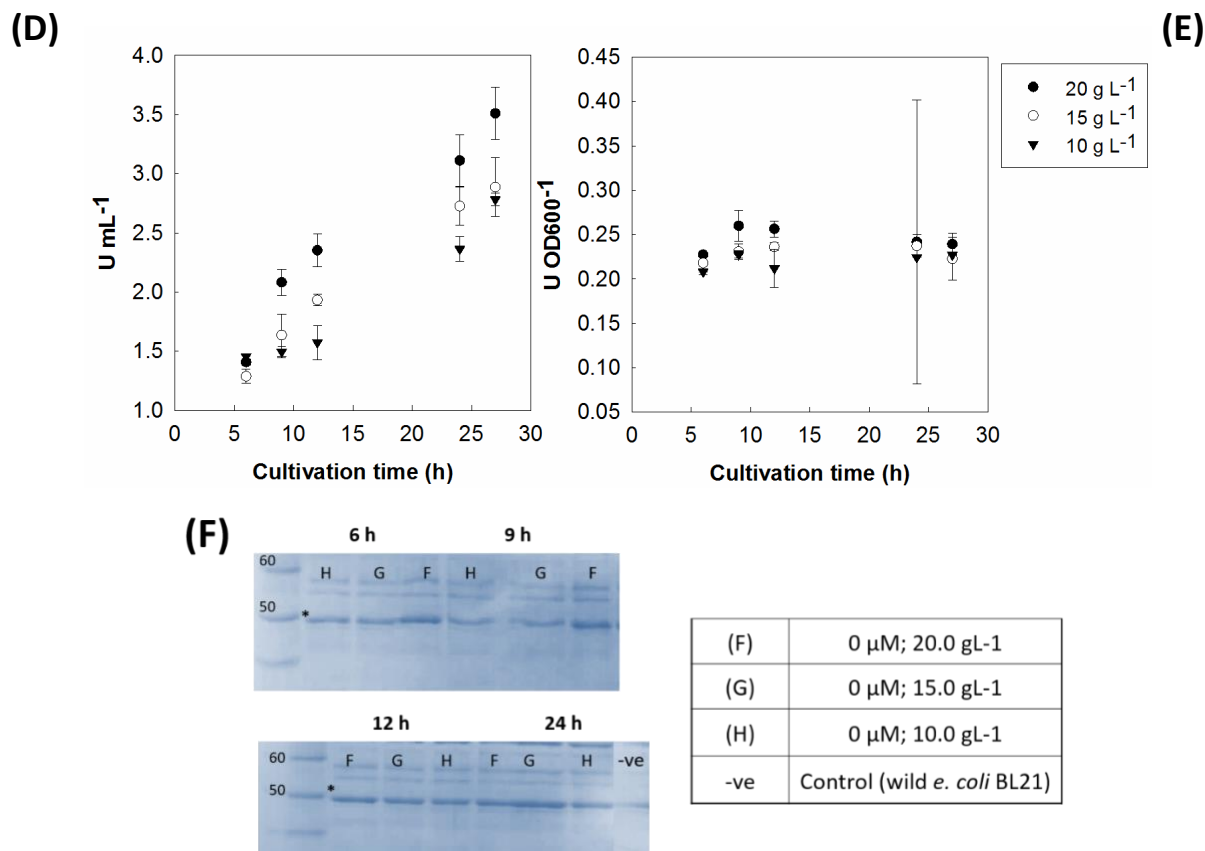 (D)
(E)
4.0
3.5
3.0
2.5
2.0
1.5
1.0
U mL-1
0 5 10 15 20 25 30
Cultivation time (h)
0.45
0.40
0.35
0.30
0.25
0.20
0.15
0.10
0.05
U OD600-1
0 5 10 15 20 25 30
Cultivation time (h)
20 g L-1
15 g L-1
10 g L-1
(F)
6 h 9 h
60
H G F H G F
50
*
12 h 24 h
60
F G H F G H -ve
50
*
(F) 0 µM; 20.0 gL-1
(G) 0 µM; 15.0 gL-1
(H) 0 µM; 10.0 gL-1
-ve Control (wild e. coli BL21)